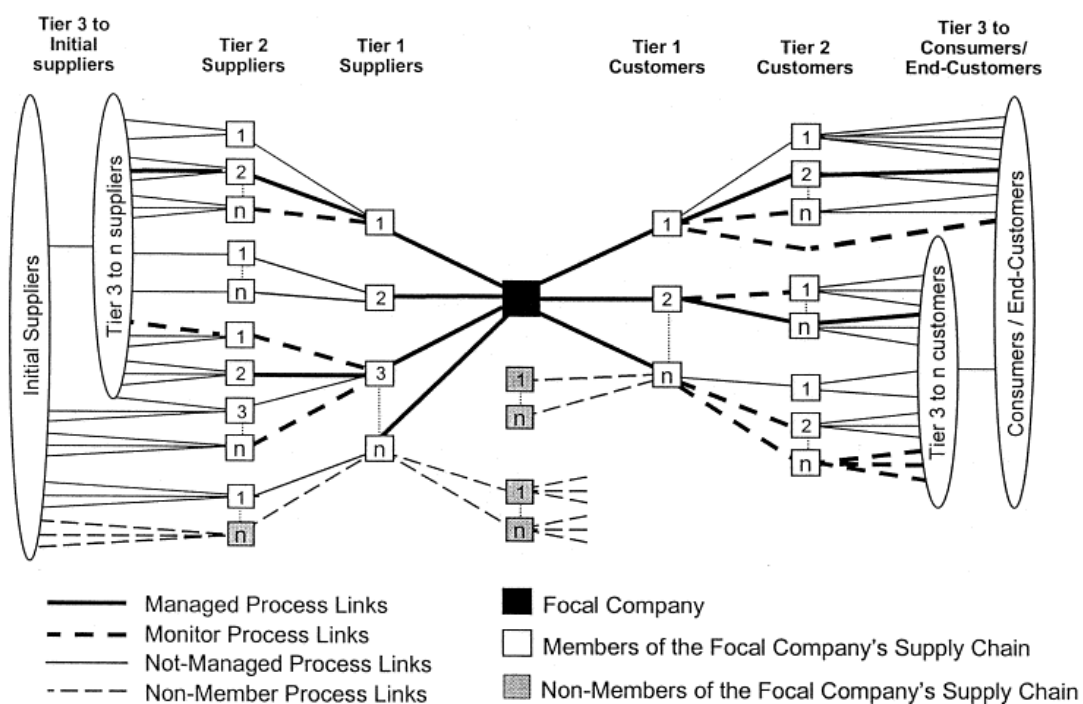 Tier 3 to
Initial
suppliers
Tier 2
Suppliers
Tier 1
Suppliers
Tier 1
Customers
Tier 2
Customers
Tier 3 to
Consumers/
End-Customers
Initial Suppliers
Tier 3 to n suppliers
1
2
n
1
n
1
2
3
n
1
n
1
2
3
n
1
n
1
n
1
2
n
1
2
n
1
n
1
2
n
Tier 3 to n customers
Consumers / End-Customers
Managed Process Links
Monitor Process Links
Not-Managed Process Links
Non-Member Process Links
Focal Company
Members of the Focal Company's Supply Chain
Non-Members of the Focal Company's Supply Chain